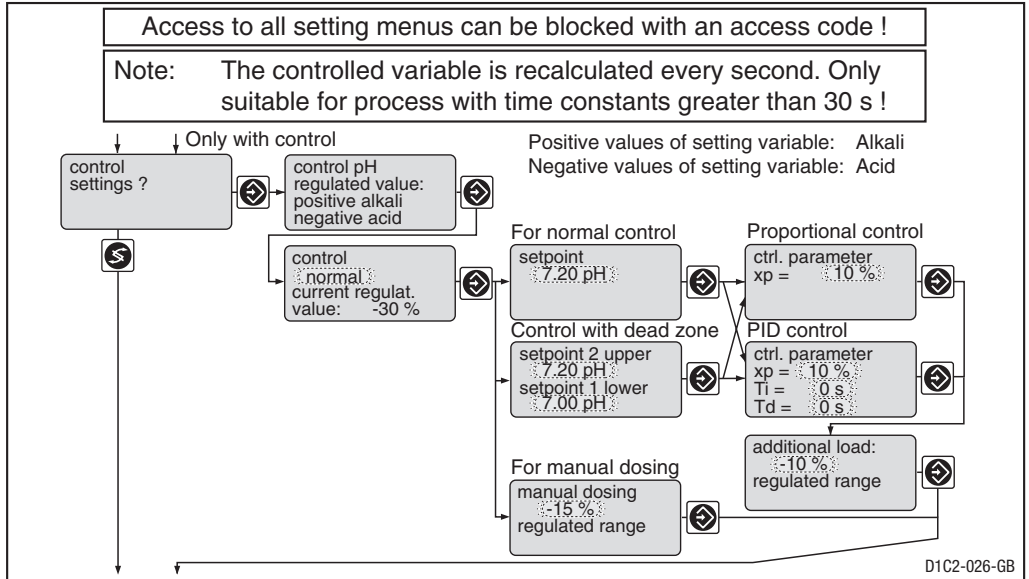 Access to all setting menus can be blocked with an access code !
Note: The controlled variable is recalculated every second. Only
suitable for process with time constants greater than 30 s !
Only with control
Positive values of setting variable: Alkali
Negative values of setting variable: Acid
control
settings ?
control pH
regulated value:
positive alkali
negative acid
control
normal
current regulat.
value: -30 %
For normal control
setpoint
7.20 pH
Proportional control
ctrl. parameter
xp = 10 %
Control with dead zone
setpoint 2 upper
7.20 pH
setpoint 1 lower
7.00 pH
PID control
ctrl. parameter
xp = 10 %
Ti = 0 s
Td = 0 s
additional load:
-10 %
regulated range
For manual dosing
manual dosing
-15 %
regulated range
D1C2-026-GB